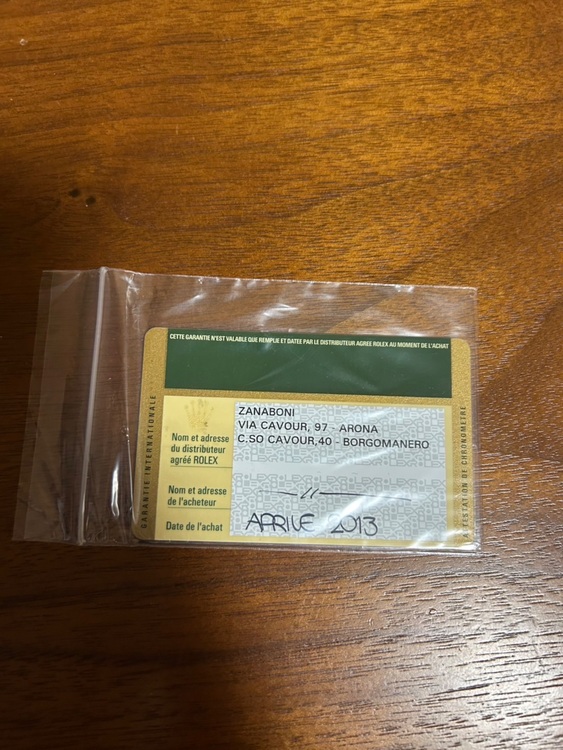 CETTE GARANTIE N'EST VALABLE QUE REMPLIE ET DATEE PAR LE DISTRIBUTEUR AGREE ROLEX AU MOMENT DE L'ACHAT
GARANTIE INTERNATIONALE
Nom et adresse
du distributeur
agréé ROLEX
ZANABONI
VIA CAVOUR, 97 - ARONA
C.SO CAVOUR,40 - BORGOMANERO
Nom et adresse
de l'acheteur
— 
Date de l'achat
APRILE 2013
ATTESTATION DE CHRONOMETRE